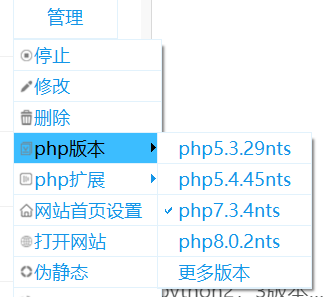 管理
停止
修改
删除
php版本
php扩展
网站首页设置
打开网站
伪静态
php5.3.29nts
php5.4.45nts
php7.3.4nts
php8.0.2nts
更多版本